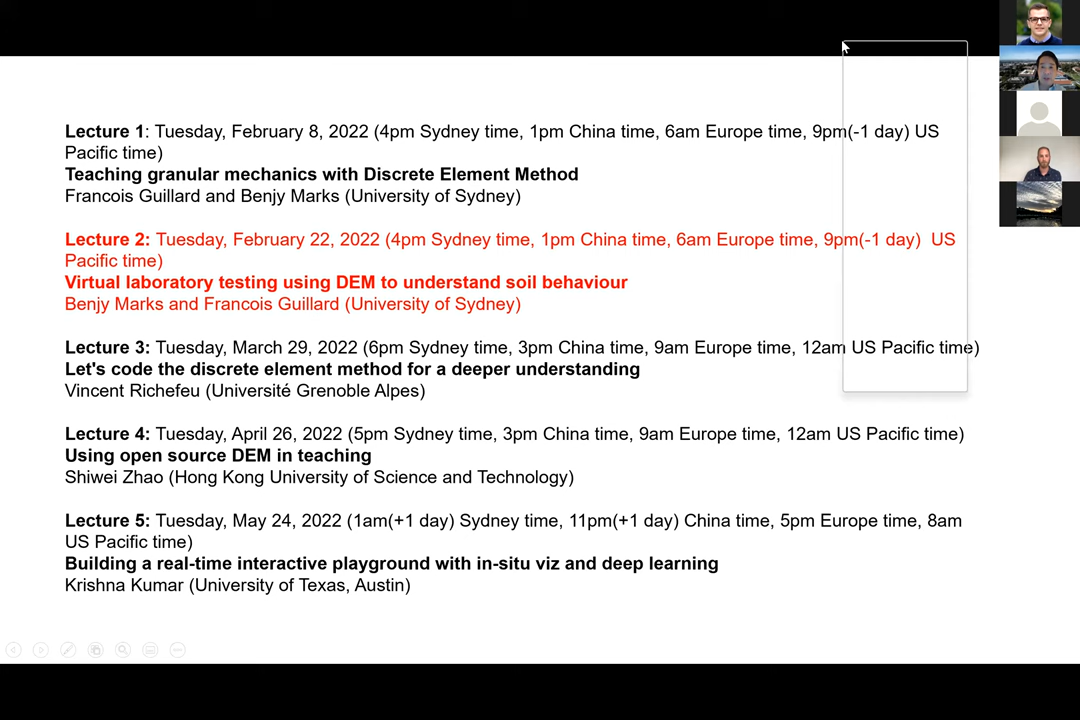 Lecture 1: Tuesday, February 8, 2022 (4pm Sydney time, 1pm China time, 6am Europe time, 9pm(-1 day) US
Pacific time)
Teaching granular mechanics with Discrete Element Method
Francois Guillard and Benjy Marks (University of Sydney)
Lecture 2: Tuesday, February 22, 2022 (4pm Sydney time, 1pm China time, 6am Europe time, 9pm(-1 day) US
Pacific time)
Virtual laboratory testing using DEM to understand soil behaviour
Benjy Marks and Francois Guillard (University of Sydney)
Lecture 3: Tuesday, March 29, 2022 (6pm Sydney time, 3pm China time, 9am Europe time, 12am US Pacific time)
Let's code the discrete element method for a deeper understanding
Vincent Richefeu (Université Grenoble Alpes)
Lecture 4: Tuesday, April 26, 2022 (5pm Sydney time, 3pm China time, 9am Europe time, 12am US Pacific time)
Using open source DEM in teaching
Shiwei Zhao (Hong Kong University of Science and Technology)
Lecture 5: Tuesday, May 24, 2022 (1am(+1 day) Sydney time, 11pm(+1 day) China time, 5pm Europe time, 8am
US Pacific time)
Building a real-time interactive playground with in-situ viz and deep learning
Krishna Kumar (University of Texas, Austin)